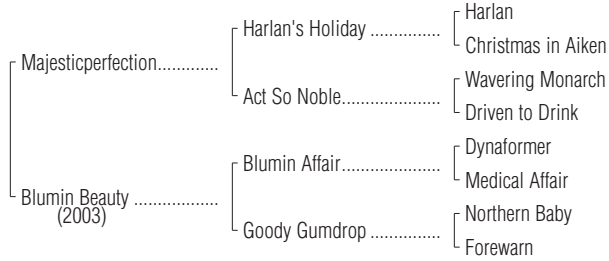 Harlan
Harlan's Holiday ..................
Christmas in Aiken
Majesticperfection.............
Wavering Monarch
Act So Noble.......................
Driven to Drink
Dynaformer
Blumin Affair.......................
Medical Affair
Blumin Beauty ..................
(2003)
Northern Baby
Goody Gumdrop ................
Forewarn